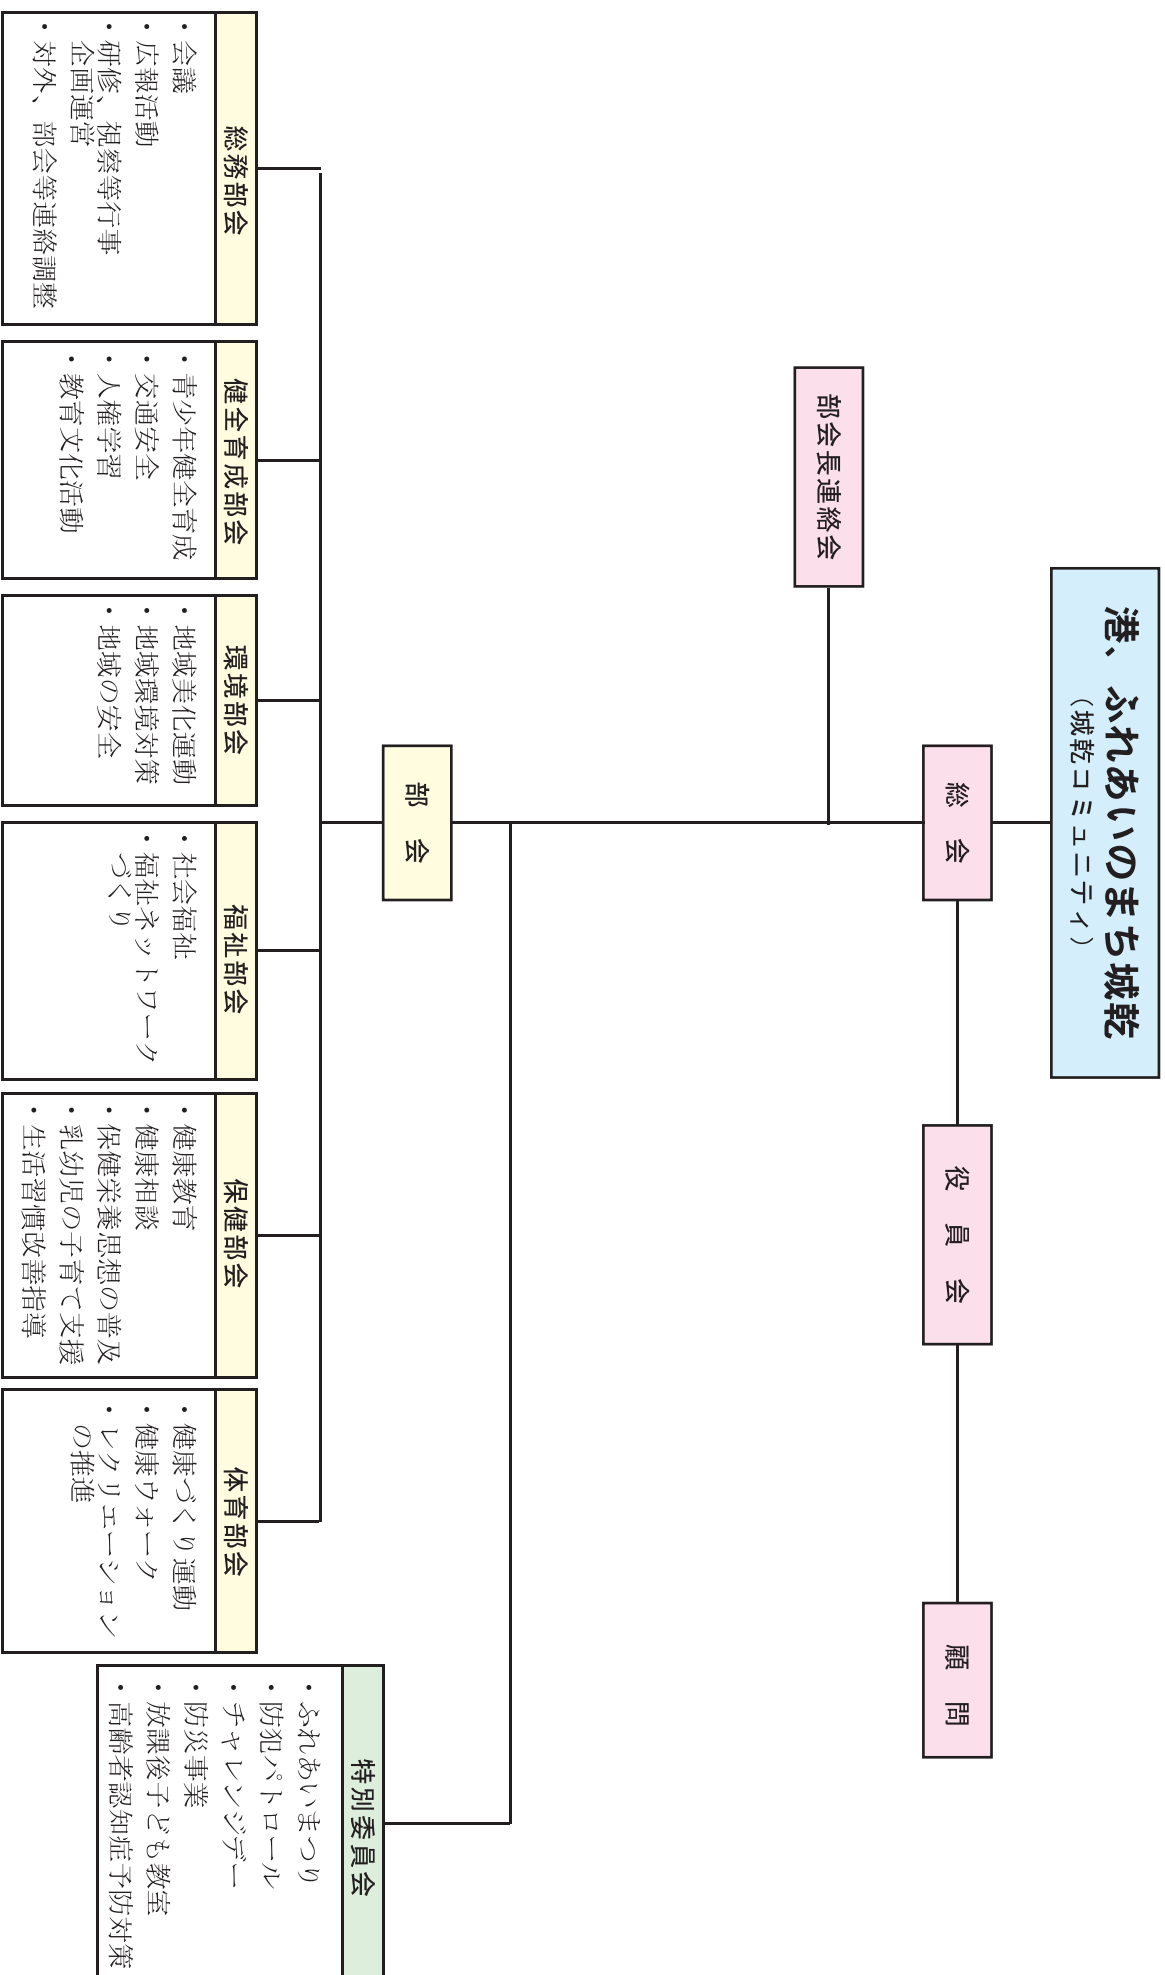 港、ふれあいのまち城乾
（城乾コミュニティ）
総会
役員会
顧問
部会長連絡会
部会
総務部会
・会議
・広報活動
・研修、視察等行事
企画運営
・対外、部会等連絡調整
健全育成部会
・青少年健全育成
・交通安全
・人権学習
・教育文化活動
環境部会
・地域美化運動
・地域環境対策
・地域の安全
福祉部会
・社会福祉
・福祉ネットワーク
づくり
保健部会
・健康教育
・健康相談
・保健栄養思想の普及
・乳幼児の子育て支援
・生活習慣改善指導
体育部会
・健康づくり運動
・健康ウォーク
・レクリエーション
の推進
特別委員会
・ふれあいまつり
・防犯パトロール
・チャレンジデー
・防災事業
・放課後子ども教室
・高齢者認知症予防対策